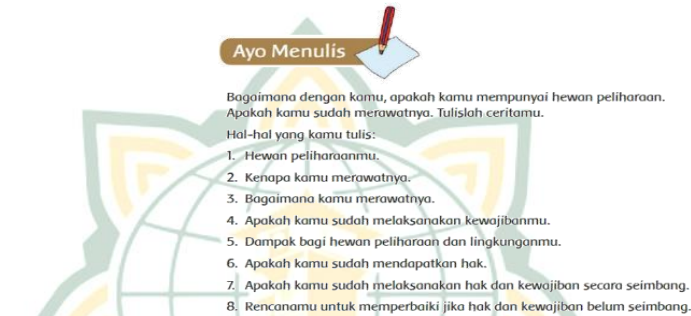 Ayo Menulis
Bagaimana dengan kamu, apakah kamu mempunyai hewan peliharaan.
Apakah kamu sudah merawatnya. Tulislah ceritamu.
Hal-hal yang kamu tulis:
1. Hewan peliharaanmu.
2. Kenapa kamu merawatnya.
3. Bagaimana kamu merawatnya.
4. Apakah kamu sudah melaksanakan kewajibanmu.
5. Dampak bagi hewan peliharaan dan lingkunganmu.
6. Apakah kamu sudah mendapatkan hak.
7. Apakah kamu sudah melaksanakan hak dan kewajiban secara seimbang.
8. Rencanamu untuk memperbaiki jika hak dan kewajiban belum seimbang.